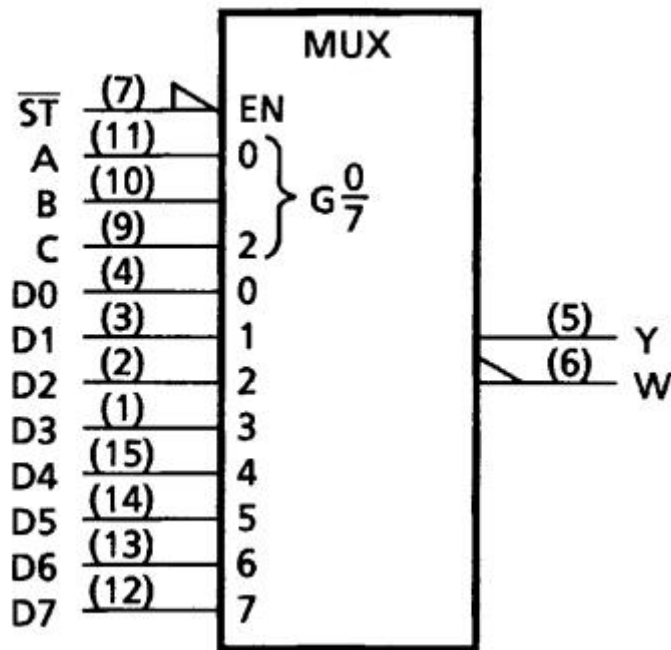 MUX
S̅T̅ (7) EN
A (11) 0
B (10)
C (9) 2
G 0/7
D0 (4) 0
D1 (3) 1
D2 (2) 2
D3 (1) 3
D4 (15) 4
D5 (14) 5
D6 (13) 6
D7 (12) 7
(5) Y
(6) W